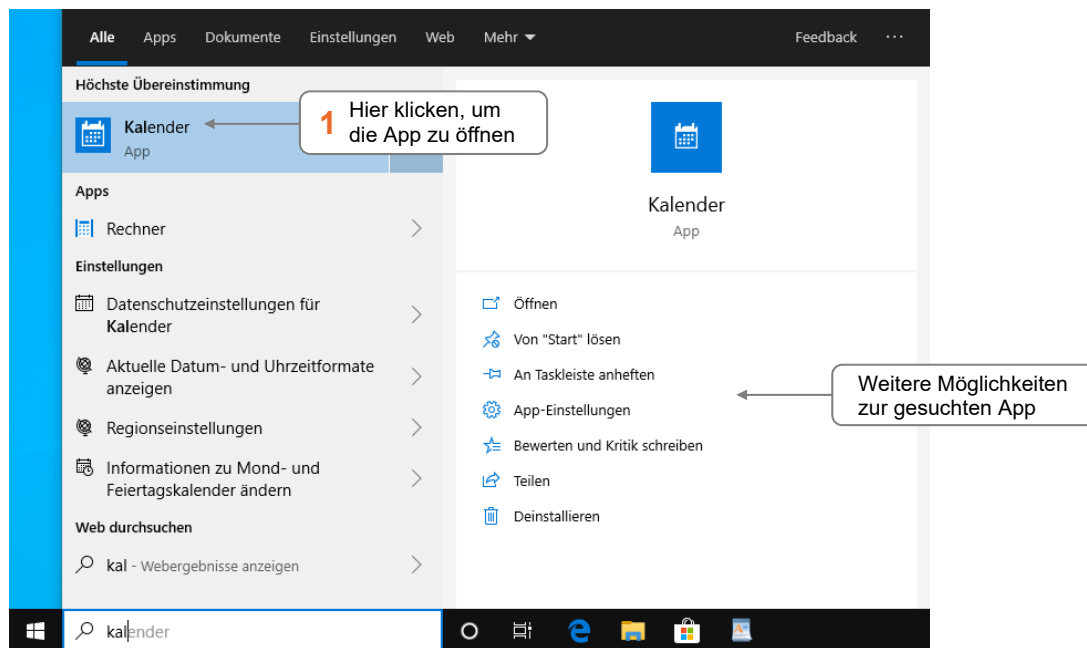 Alle Apps Dokumente Einstellungen Web Mehr Feedback ...
Höchste Übereinstimmung
Kalender
App
1 Hier klicken, um
die App zu öffnen
Apps
Rechner
Einstellungen
Datenschutzeinstellungen für
Kalender
Aktuelle Datum- und Uhrzeitformate
anzeigen
Regionseinstellungen
Informationen zu Mond- und
Feiertagskalender ändern
Web durchsuchen
kal - Webergebnisse anzeigen
kalender
Kalender
App
Öffnen
Von "Start" lösen
An Taskleiste anheften
App-Einstellungen
Bewerten und Kritik schreiben
Teilen
Deinstallieren
Weitere Möglichkeiten
zur gesuchten App